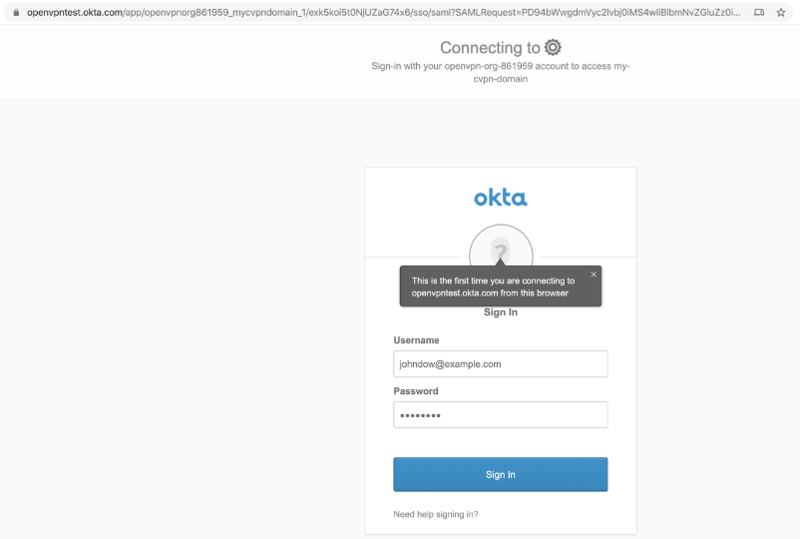 openvpntest.okta.com/app/openvpnorg861959_mycvpndomain_1/exk5koi5t0NjUZaG74x6/sso/saml?SAMLRequest=PD94bWwgdmVyc2lvbj0iMS4wIiBlbmNvZGluZz0i...
Connecting to
Sign-in with your openvpn-org-861959 account to access my-
cvpn-domain
okta
?
This is the first time you are connecting to
openvpntest.okta.com from this browser
Sign In
Username
johndow@example.com
Password
••••••••
Sign In
Need help signing in?